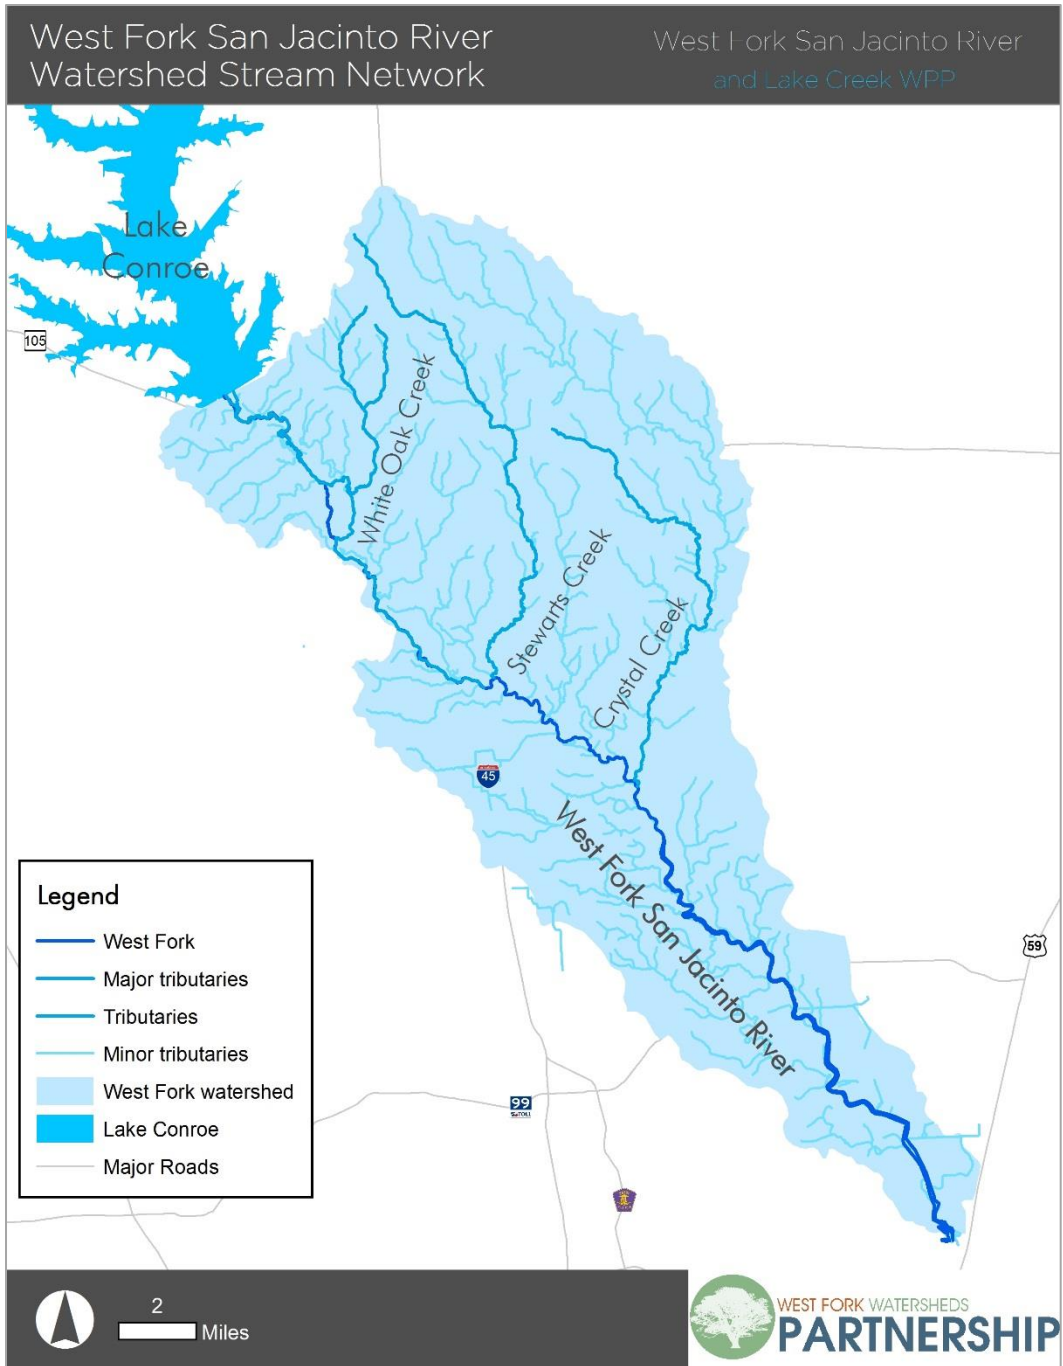 West Fork San Jacinto River
Watershed Stream Network
West Fork San Jacinto River
and Lake Creek WPP
Lake
Conroe
105
White Oak Creek
Stewarts Creek
Crystal Creek
45
West Fork San Jacinto River
59
99
Legend
West Fork
Major tributaries
Tributaries
Minor tributaries
West Fork watershed
Lake Conroe
Major Roads
2
Miles
WEST FORK WATERSHEDS
PARTNERSHIP